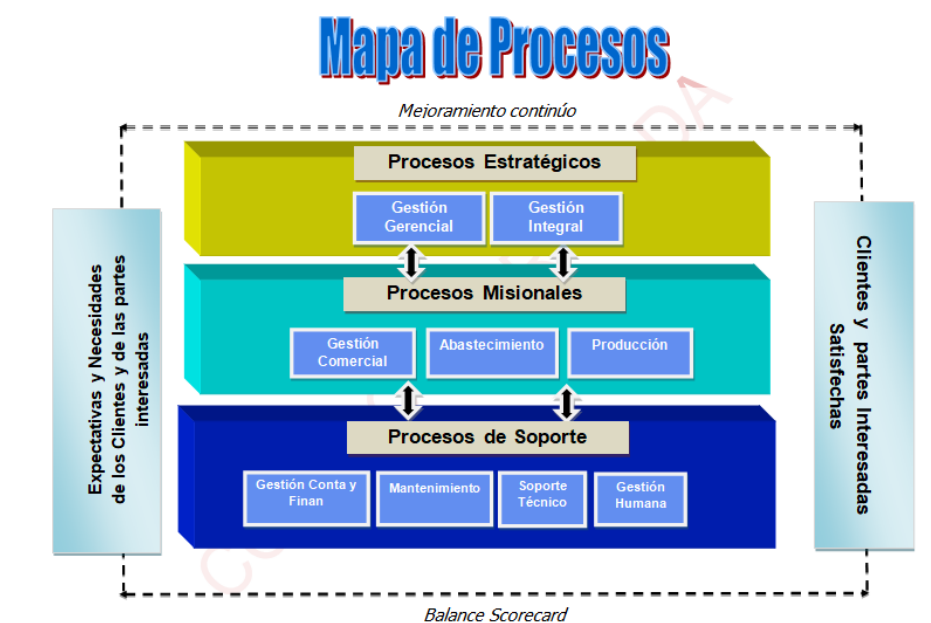 Mapa de Procesos
Mejoramiento continúo
Expectativas y Necesidades
de los Clientes y de las partes
interesadas
Procesos Estratégicos
Gestión
Gerencial
Gestión
Integral
Procesos Misionales
Gestión
Comercial
Abastecimiento
Producción
Procesos de Soporte
Gestión Conta y
Finan
Mantenimiento
Soporte
Técnico
Gestión
Humana
Clientes y partes Interesadas
Satisfechas
Balance Scorecard